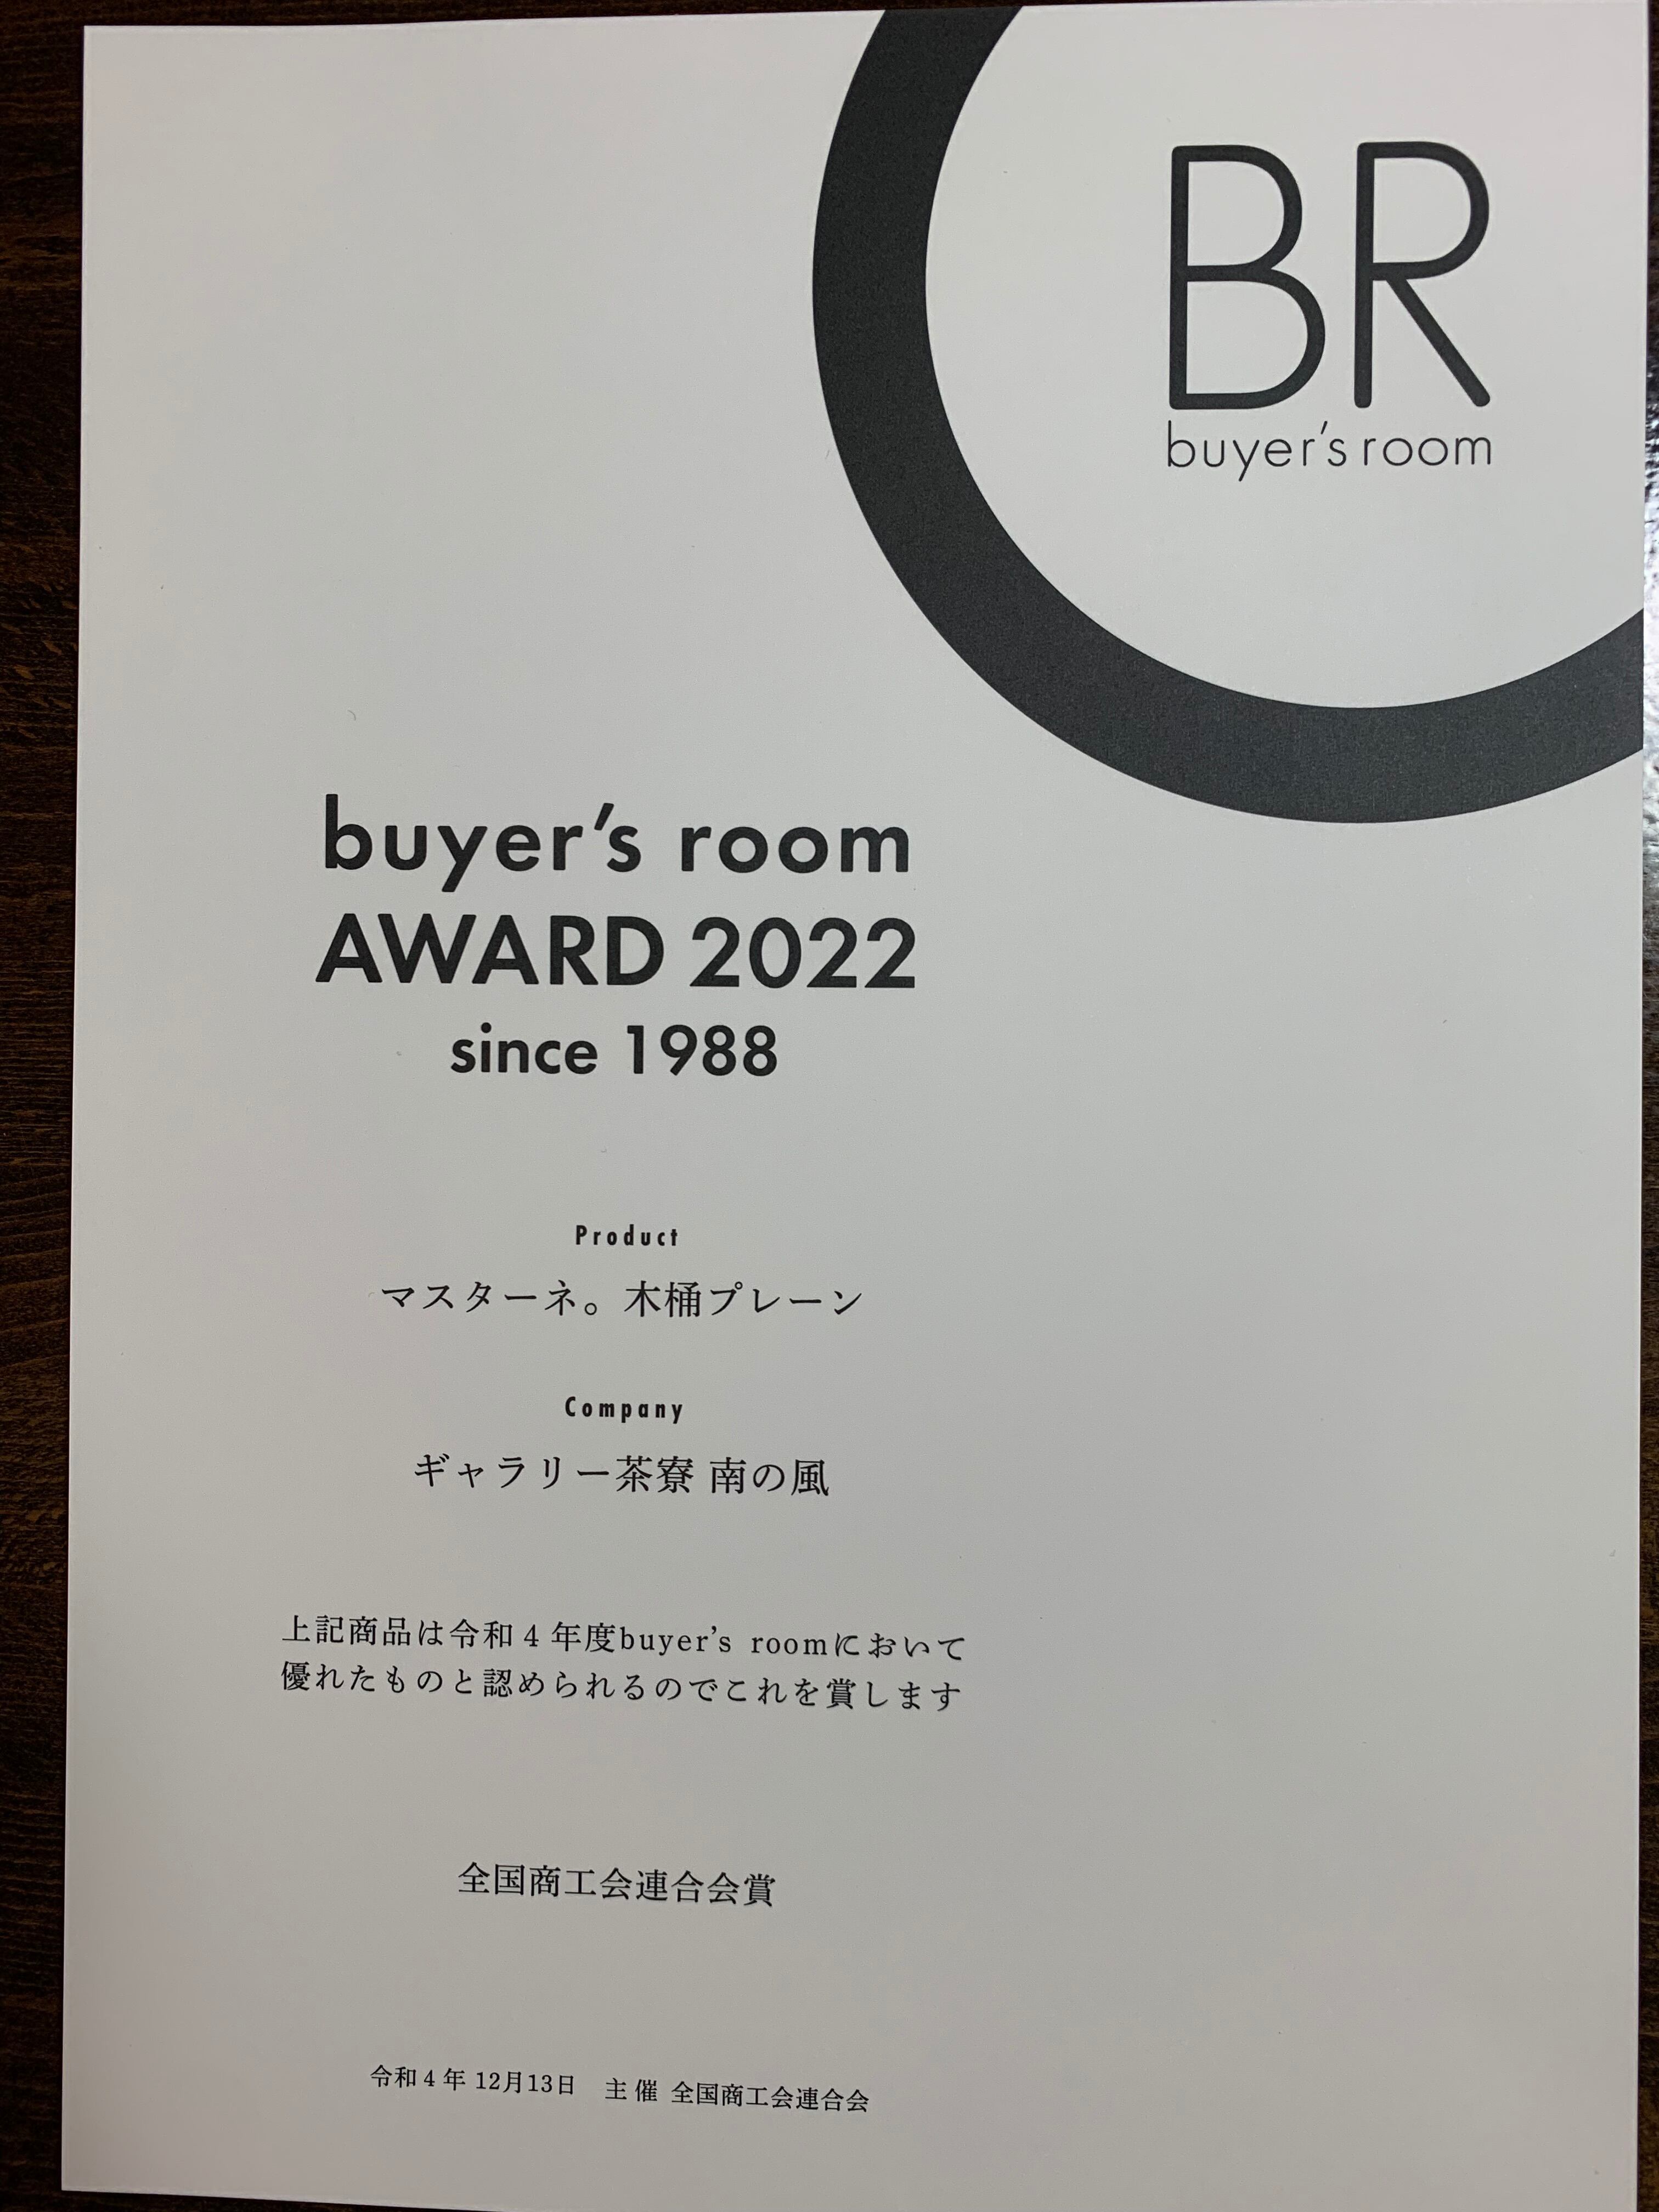 BR
buyer's room
buyer's room
AWARD 2022
since 1988
Product
マスターネ。木桶プレーン
Company
ギャラリー茶寮 南の風
上記商品は令和4年度buyer's roomにおいて
優れたものと認められるのでこれを賞します
全国商工会連合会賞
令和4年 12月13日　主催 全国商工会連合会